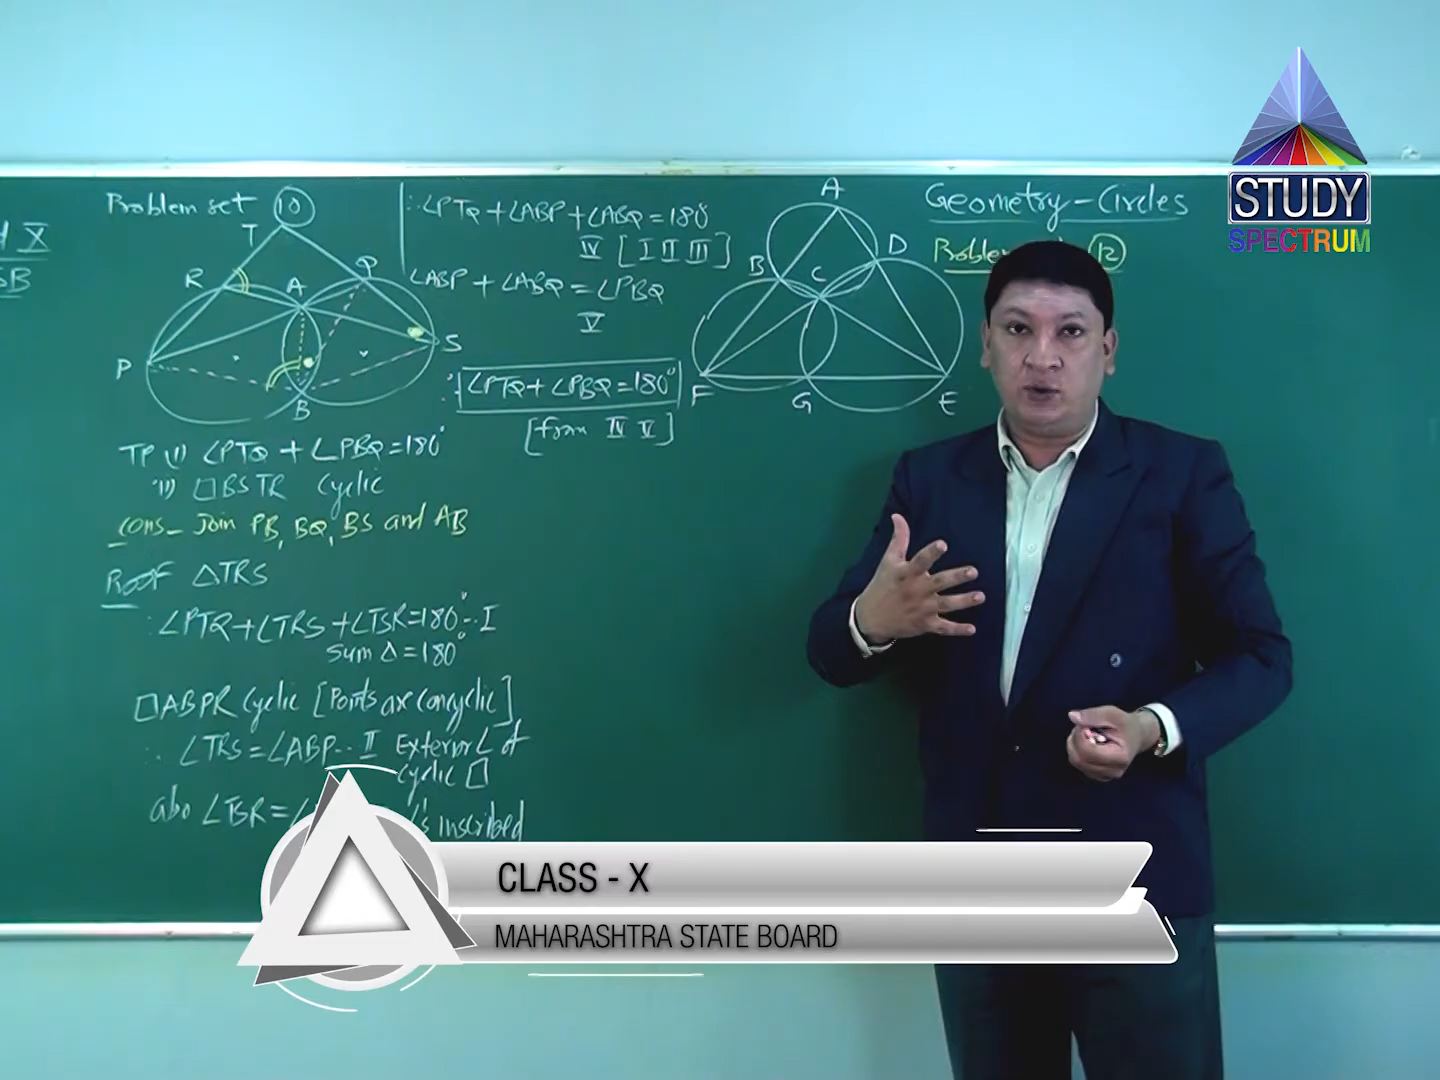 Problem set 10
T
R
A
Q
P
S
B
TP (i) ∠PTQ + ∠PBQ = 180°
(ii) □BSTR Cyclic
Cons - Join PB, BQ, BS and AB
Proof △TRS
∴ ∠PTQ + ∠TRS + ∠TSR = 180° .. I
Sum △ = 180°
□ABPR Cyclic [Points are Concyclic]
∴ ∠TRS = ∠ABP .. II Exterior ∠ of
Cyclic □
also ∠TSR = ∠
∠'s inscribed
∴ ∠PTQ + ∠ABP + ∠ABQ = 180°
IV [I II III]
∠ABP + ∠ABQ = ∠PBQ
V
∴ ∠PTQ + ∠PBQ = 180°
[from IV V]
A
B
C
D
F
G
E
Geometry - Circles
12
X
SB
STUDY
SPECTRUM
CLASS - X
MAHARASHTRA STATE BOARD